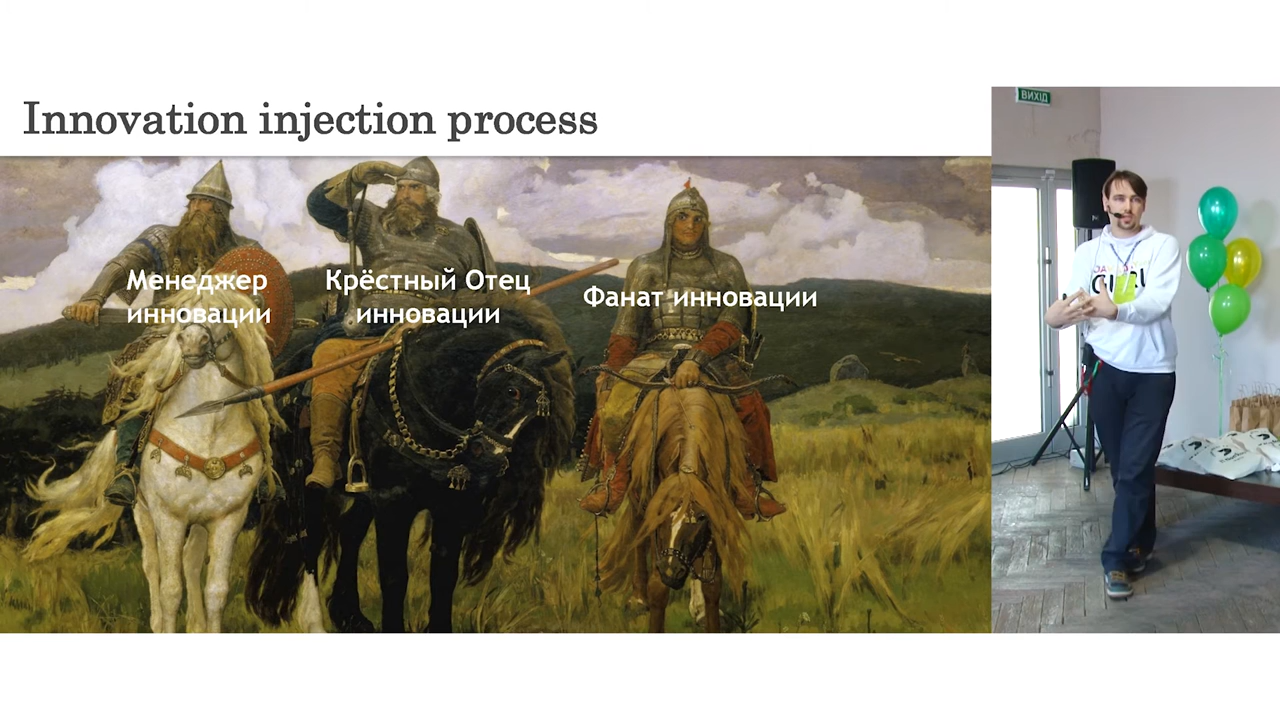 Innovation injection process
Менеджер
инновации
Крёстный Отец
инновации
Фанат инновации
ВИХІД